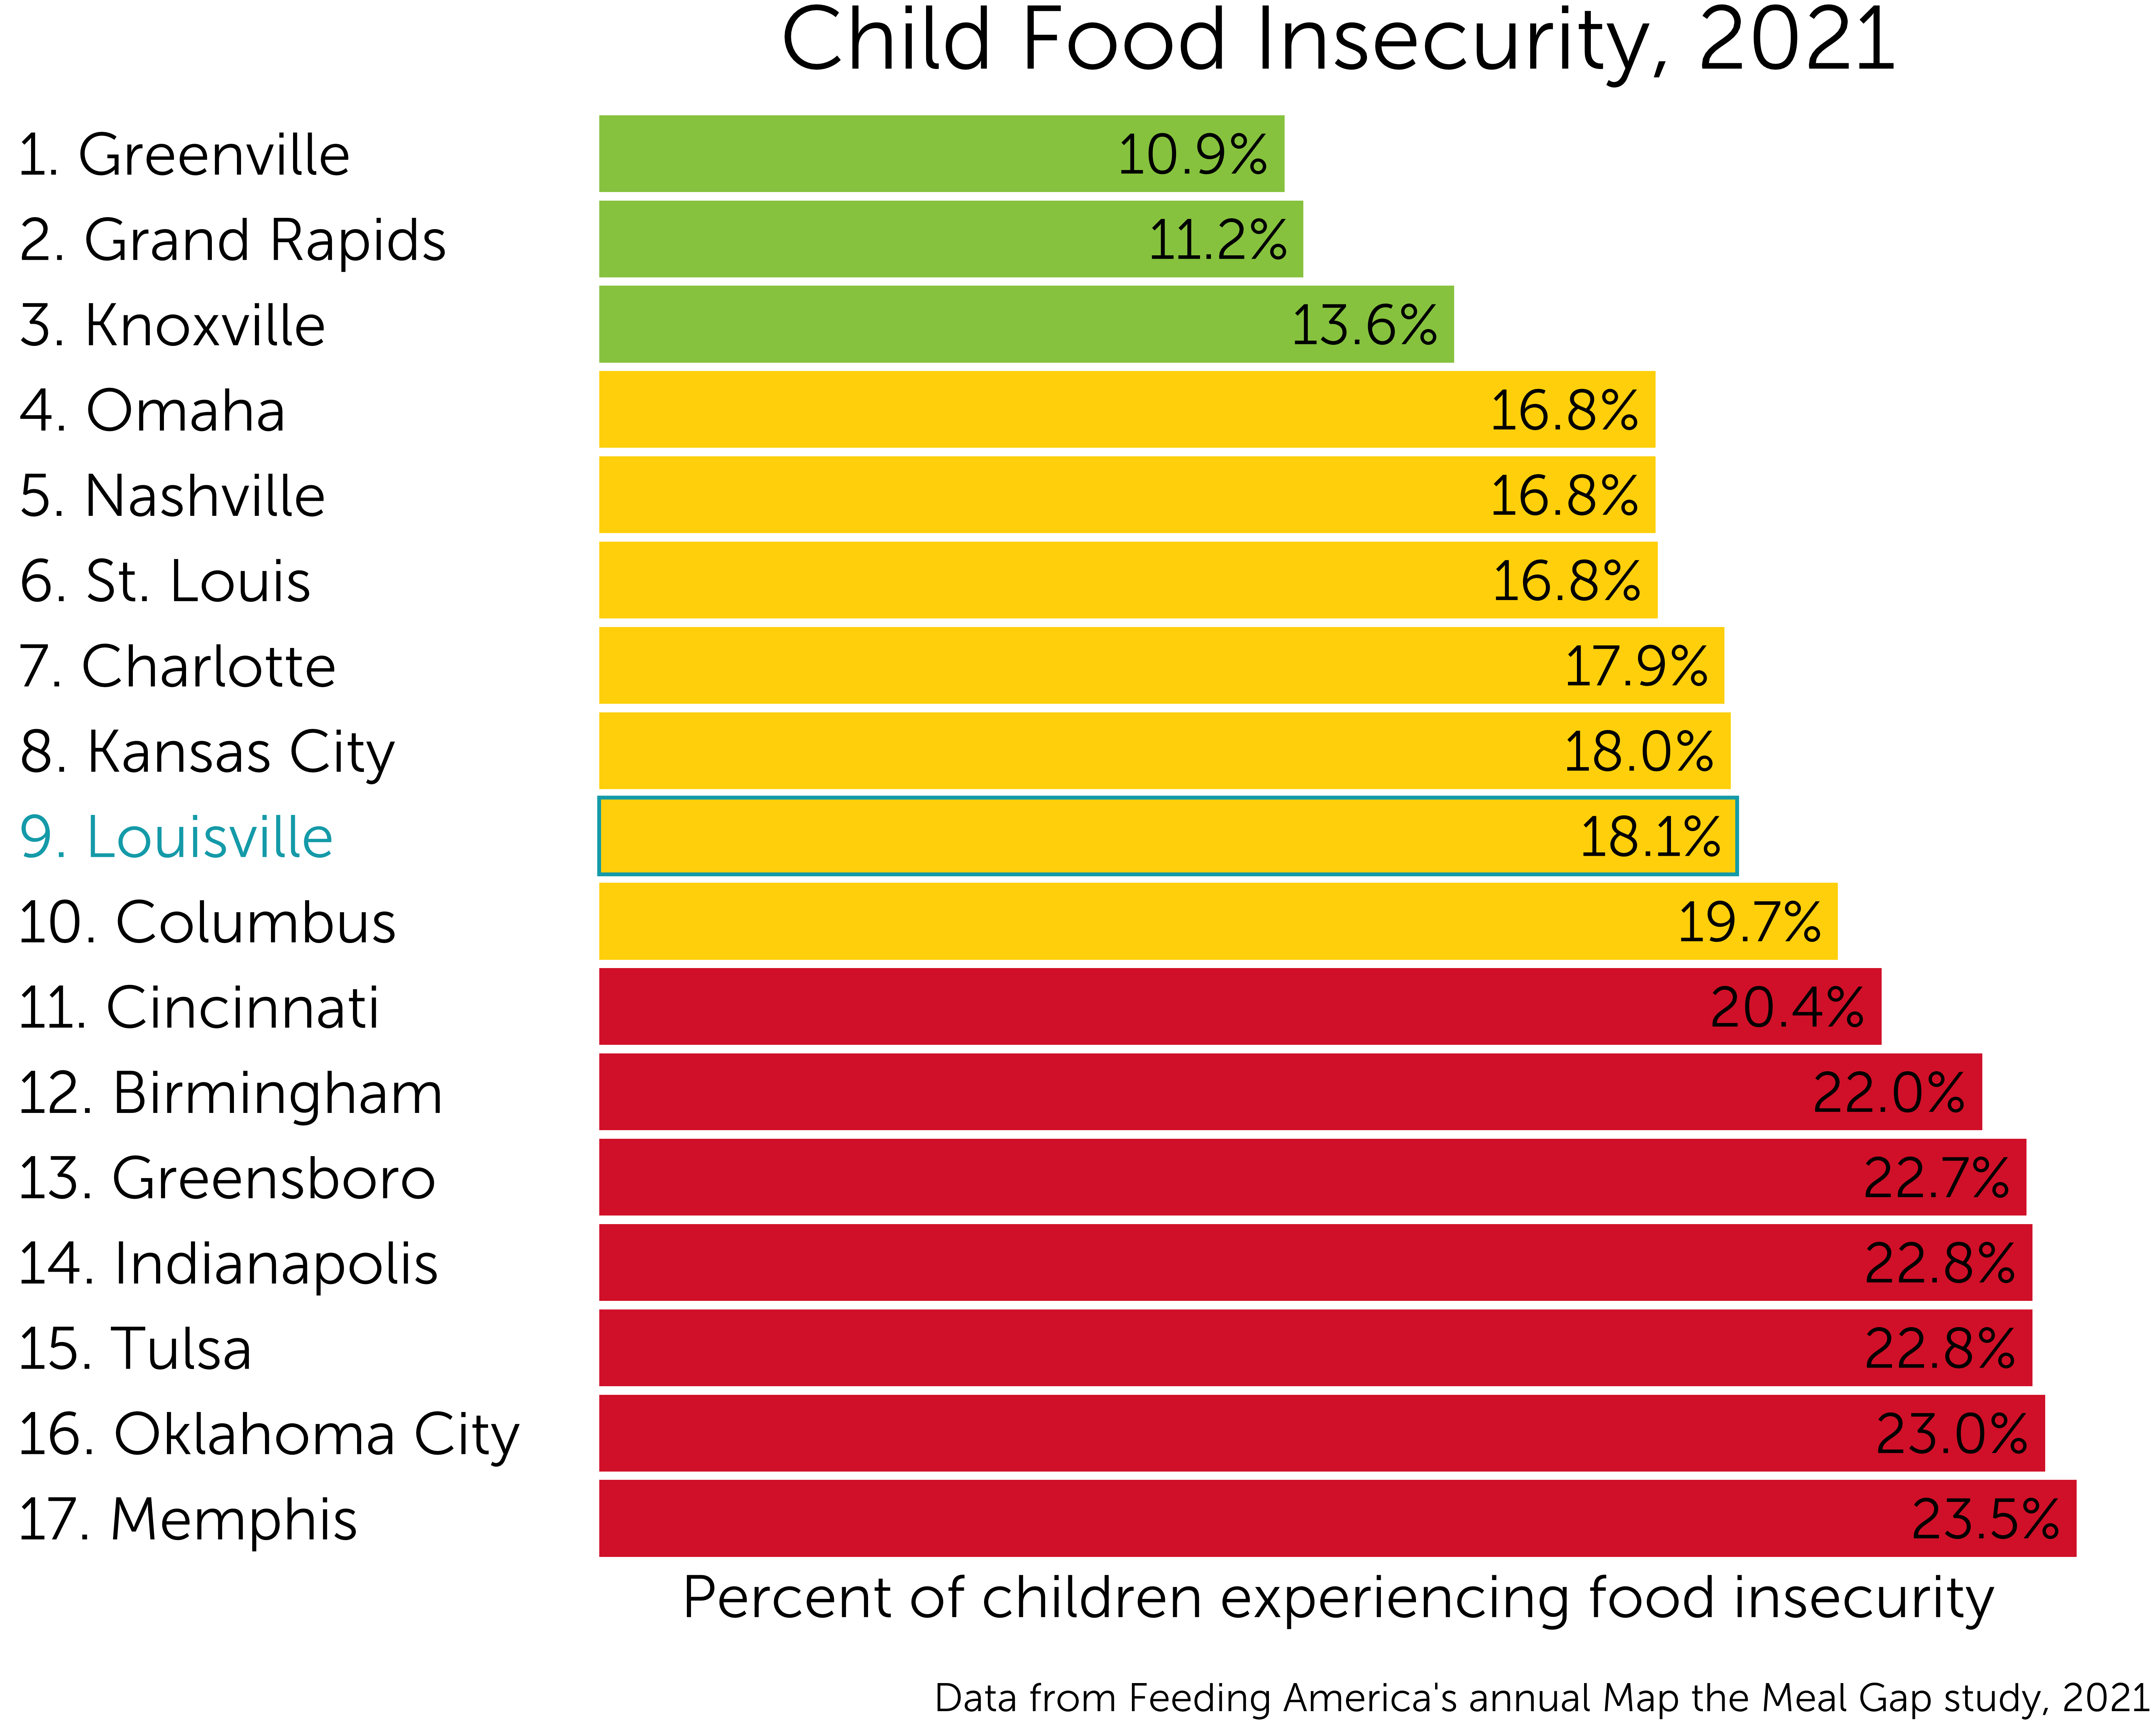 Child Food Insecurity, 2021
1. Greenville 10.9%
2. Grand Rapids 11.2%
3. Knoxville 13.6%
4. Omaha 16.8%
5. Nashville 16.8%
6. St. Louis 16.8%
7. Charlotte 17.9%
8. Kansas City 18.0%
9. Louisville 18.1%
10. Columbus 19.7%
11. Cincinnati 20.4%
12. Birmingham 22.0%
13. Greensboro 22.7%
14. Indianapolis 22.8%
15. Tulsa 22.8%
16. Oklahoma City 23.0%
17. Memphis 23.5%
Percent of children experiencing food insecurity
Data from Feeding America's annual Map the Meal Gap study, 2021